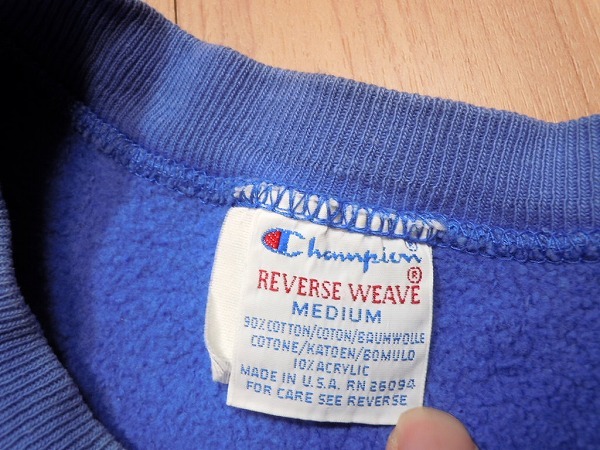 Champion®
REVERSE WEAVE®
MEDIUM
90% COTTON/COTON/BAUMWOLLE
COTONE/KATOEN/BOMULD
10% ACRYLIC
MADE IN U.S.A. RN 26094
FOR CARE SEE REVERSE